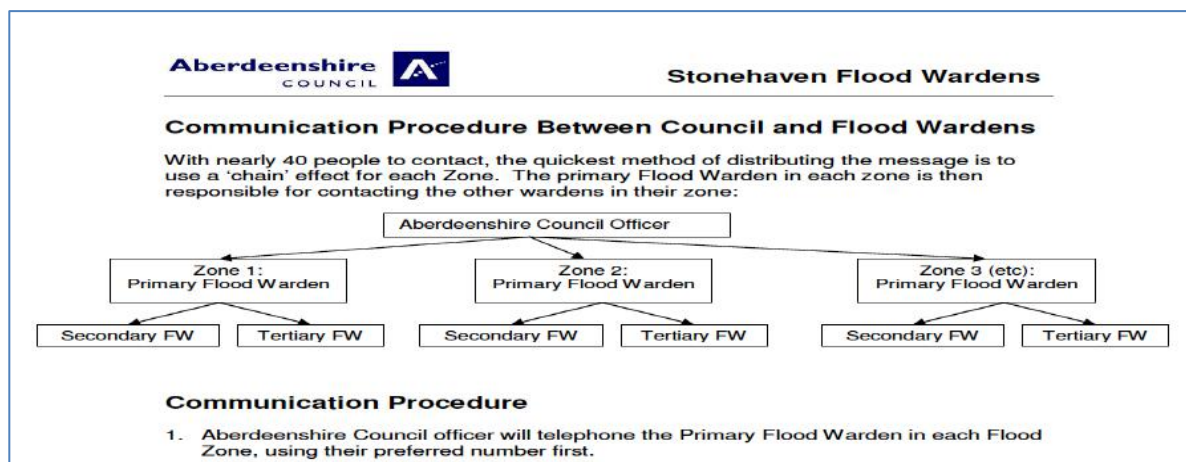 Aberdeenshire
COUNCIL
Stonehaven Flood Wardens
Communication Procedure Between Council and Flood Wardens
With nearly 40 people to contact, the quickest method of distributing the message is to
use a ‘chain’ effect for each Zone.  The primary Flood Warden in each zone is then
responsible for contacting the other wardens in their zone:
Aberdeenshire Council Officer
Zone 1:
Primary Flood Warden
Zone 2:
Primary Flood Warden
Zone 3 (etc):
Primary Flood Warden
Secondary FW
Tertiary FW
Secondary FW
Tertiary FW
Secondary FW
Tertiary FW
Communication Procedure
1. Aberdeenshire Council officer will telephone the Primary Flood Warden in each Flood
Zone, using their preferred number first.